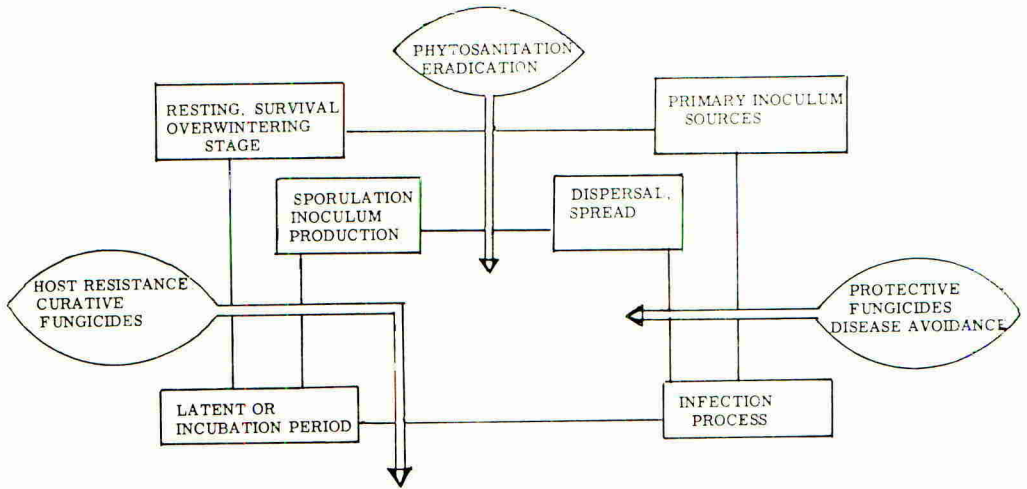 PHYTOSANITATION
ERADICATION
RESTING, SURVIVAL
OVERWINTERING
STAGE
PRIMARY INOCULUM
SOURCES
SPORULATION
INOCULUM
PRODUCTION
DISPERSAL,
SPREAD
HOST RESISTANCE
CURATIVE
FUNGICIDES
PROTECTIVE
FUNGICIDES
DISEASE AVOIDANCE
LATENT OR
INCUBATION PERIOD
INFECTION
PROCESS